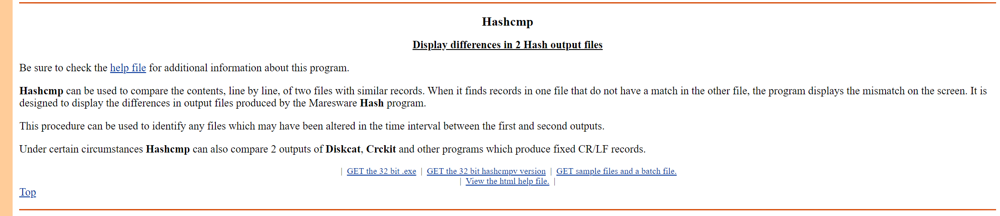 Hashcmp
Display differences in 2 Hash output files
Be sure to check the help file for additional information about this program.
Hashcmp can be used to compare the contents, line by line, of two files with similar records. When it finds records in one file that do not have a match in the other file, the program displays the mismatch on the screen. It is
designed to display the differences in output files produced by the Maresware Hash program.
This procedure can be used to identify any files which may have been altered in the time interval between the first and second outputs.
Under certain circumstances Hashcmp can also compare 2 outputs of Diskcat, Crckit and other programs which produce fixed CR/LF records.
| GET the 32 bit .exe | GET the 32 bit hashcmpv version | GET sample files and a batch file.
| View the html help file. |
Top